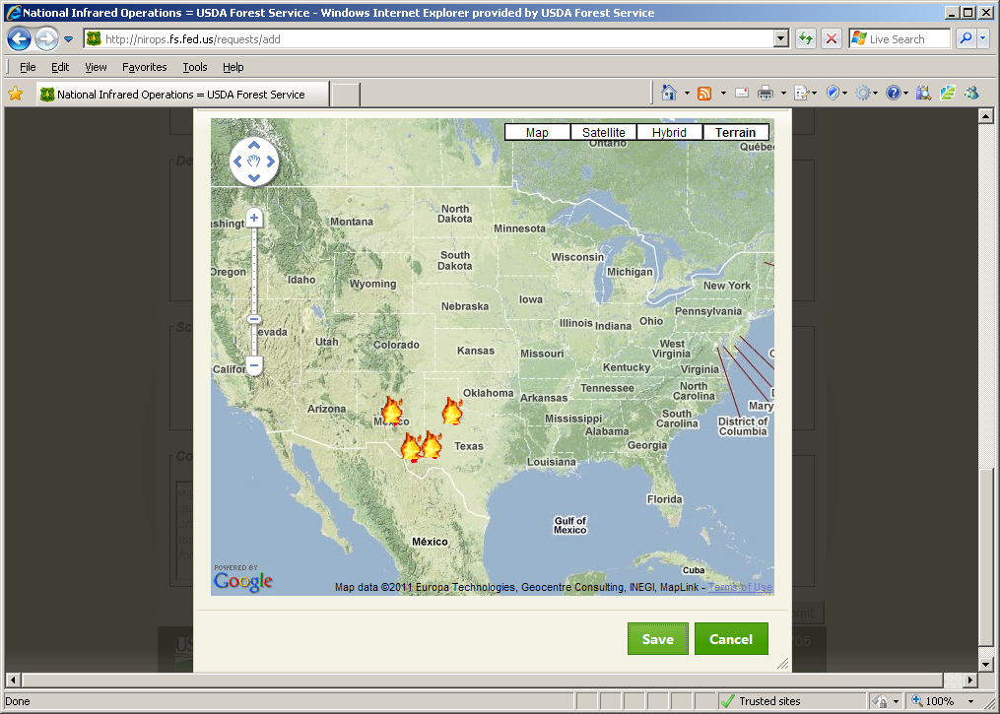 National Infrared Operations = USDA Forest Service - Windows Internet Explorer provided by USDA Forest Service
http://nirops.fs.fed.us/requests/add
Live Search
File Edit View Favorites Tools Help
National Infrared Operations = USDA Forest Service
Map Satellite Hybrid Terrain
Ontario
Québec
North Dakota
Montana
Minnesota
South Dakota
Wisconsin
Michigan
Oregon
Idaho
Wyoming
New York
Iowa
Nebraska
Pennsylvania
Illinois Indiana Ohio
Nevada
Utah
Colorado
Kansas
Missouri
West Virginia
Kentucky
Virginia
Oklahoma
Arkansas
Tennessee
North Carolina
Mary
Arizona
Mexico
Mississippi
South Carolina
District of Columbia
Alabama
Texas
Georgia
Louisiana
Florida
Gulf of Mexico
México
Cuba
POWERED BY
Google
Map data ©2011 Europa Technologies, Geocentre Consulting, INEGI, MapLink - Terms of Use
Save Cancel
Done
Trusted sites
100%